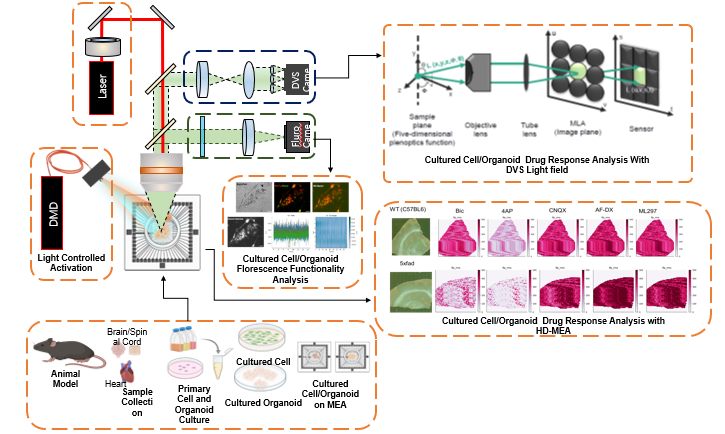 Laser
DVS
Came
Fluro
Came
DMD
Light Controlled
Activation
Cultured Cell/Organoid
Florescence Functionality
Analysis
L (x,y,z,θ,Φ)
Sample
plane
(Five-dimensional
plenoptics function)
Objective
lens
Tube
lens
MLA
(Image plane)
Sensor
Cultured Cell/Organoid Drug Response Analysis With
DVS Light field
WT (C57BL6)
Bic
4AP
CNQX
AF-DX
ML297
5xfad
Cultured Cell/Organoid Drug Response Analysis with
HD-MEA
Animal
Model
Brain/Spin
al Cord
Heart
Sample
Collecti
on
Primary
Cell and
Organoid
Culture
Cultured Cell
Cultured Organoid
Cultured
Cell/Organoid
on MEA